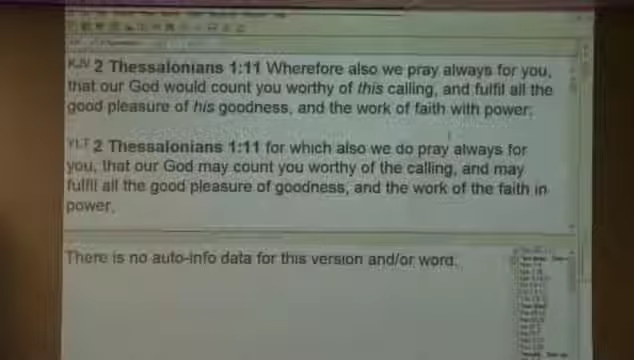 KJV 2 Thessalonians 1:11 Wherefore also we pray always for you,
that our God would count you worthy of this calling, and fulfil all the
good pleasure of his goodness, and the work of faith with power:
YLT 2 Thessalonians 1:11 for which also we do pray always for
you, that our God may count you worthy of the calling, and may
fulfil all the good pleasure of goodness, and the work of the faith in
power,
There is no auto-info data for this version and/or word.